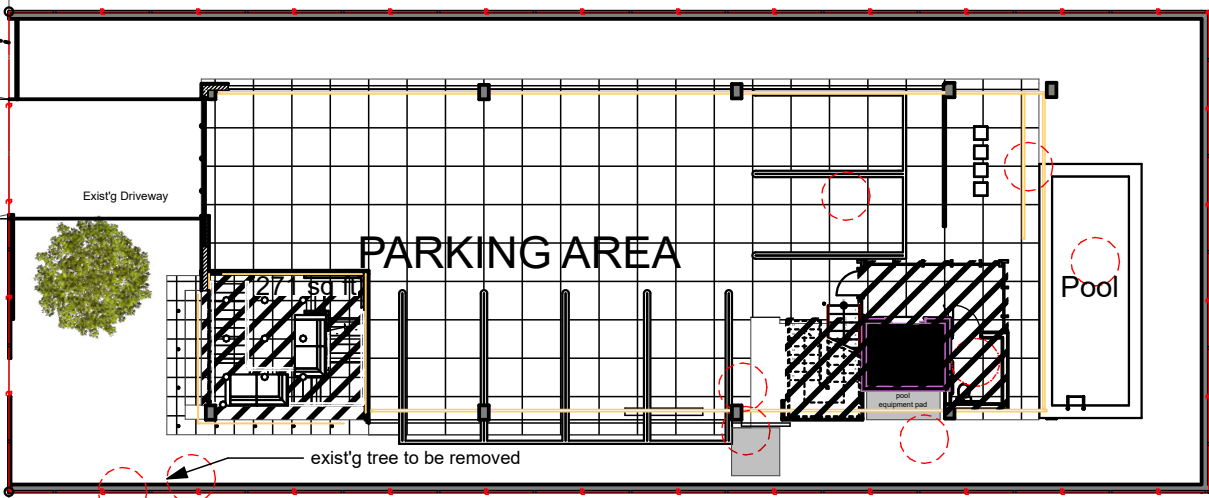 Exist'g Driveway
PARKING AREA
271 sq ft
Pool
pool
equipment pad
exist'g tree to be removed